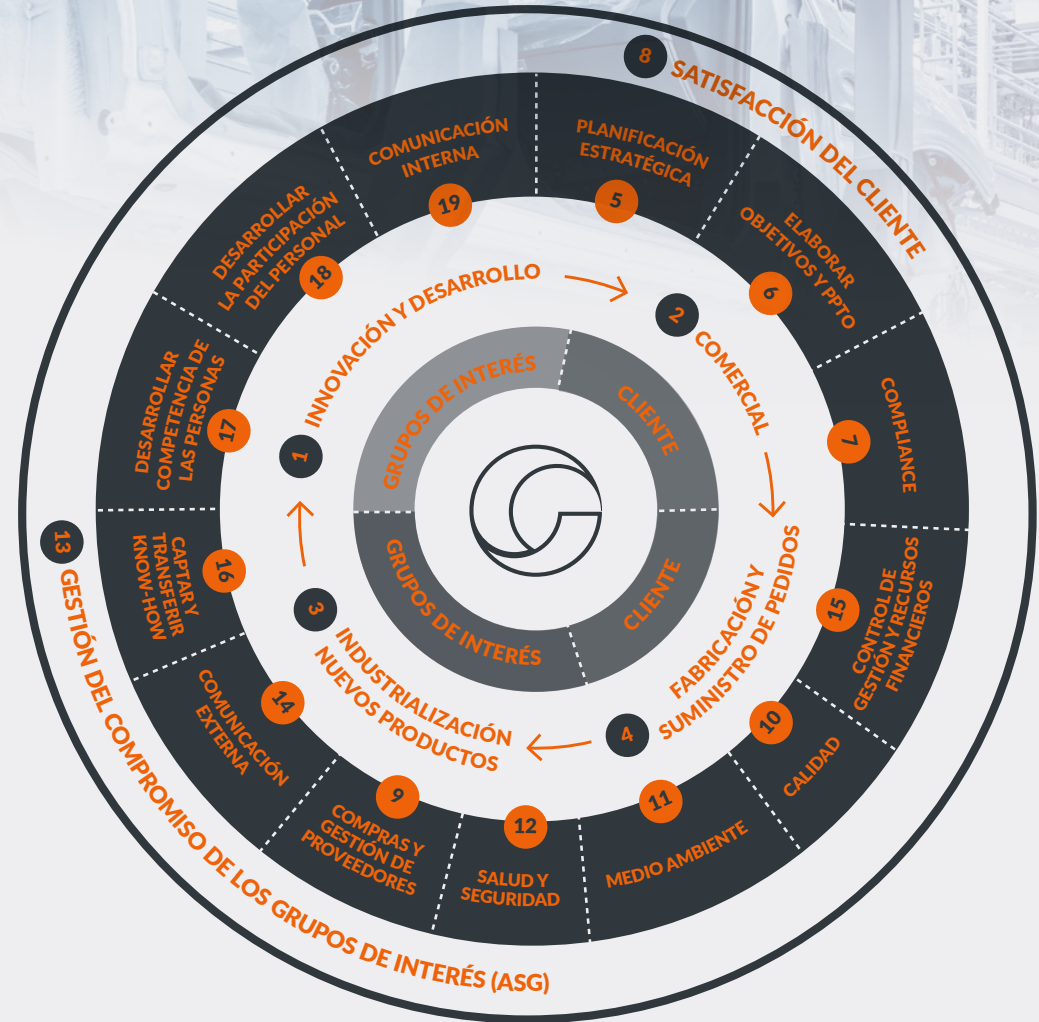 8
SATISFACCIÓN DEL CLIENTE
PLANIFICACIÓN
ESTRATÉGICA
5
ELABORAR
OBJETIVOS Y PPTO
6
COMPLIANCE
7
CONTROL DE
GESTIÓN Y RECURSOS
FINANCIEROS
15
CALIDAD
10
MEDIO AMBIENTE
11
SALUD Y
SEGURIDAD
12
COMPRAS Y
GESTIÓN DE
PROVEEDORES
9
COMUNICACIÓN
EXTERNA
14
CAPTAR Y
TRANSFERIR
KNOW-HOW
16
DESARROLLAR
COMPETENCIA DE
LAS PERSONAS
17
DESARROLLAR
LA PARTICIPACIÓN
DEL PERSONAL
18
COMUNICACIÓN
INTERNA
19
1
INNOVACIÓN Y DESARROLLO
2
COMERCIAL
FABRICACIÓN Y
SUMINISTRO DE PEDIDOS
4
3
INDUSTRIALIZACIÓN
NUEVOS PRODUCTOS
GRUPOS DE INTERÉS
CLIENTE
CLIENTE
GRUPOS DE INTERÉS
13
GESTIÓN DEL COMPROMISO DE LOS GRUPOS DE INTERÉS (ASG)